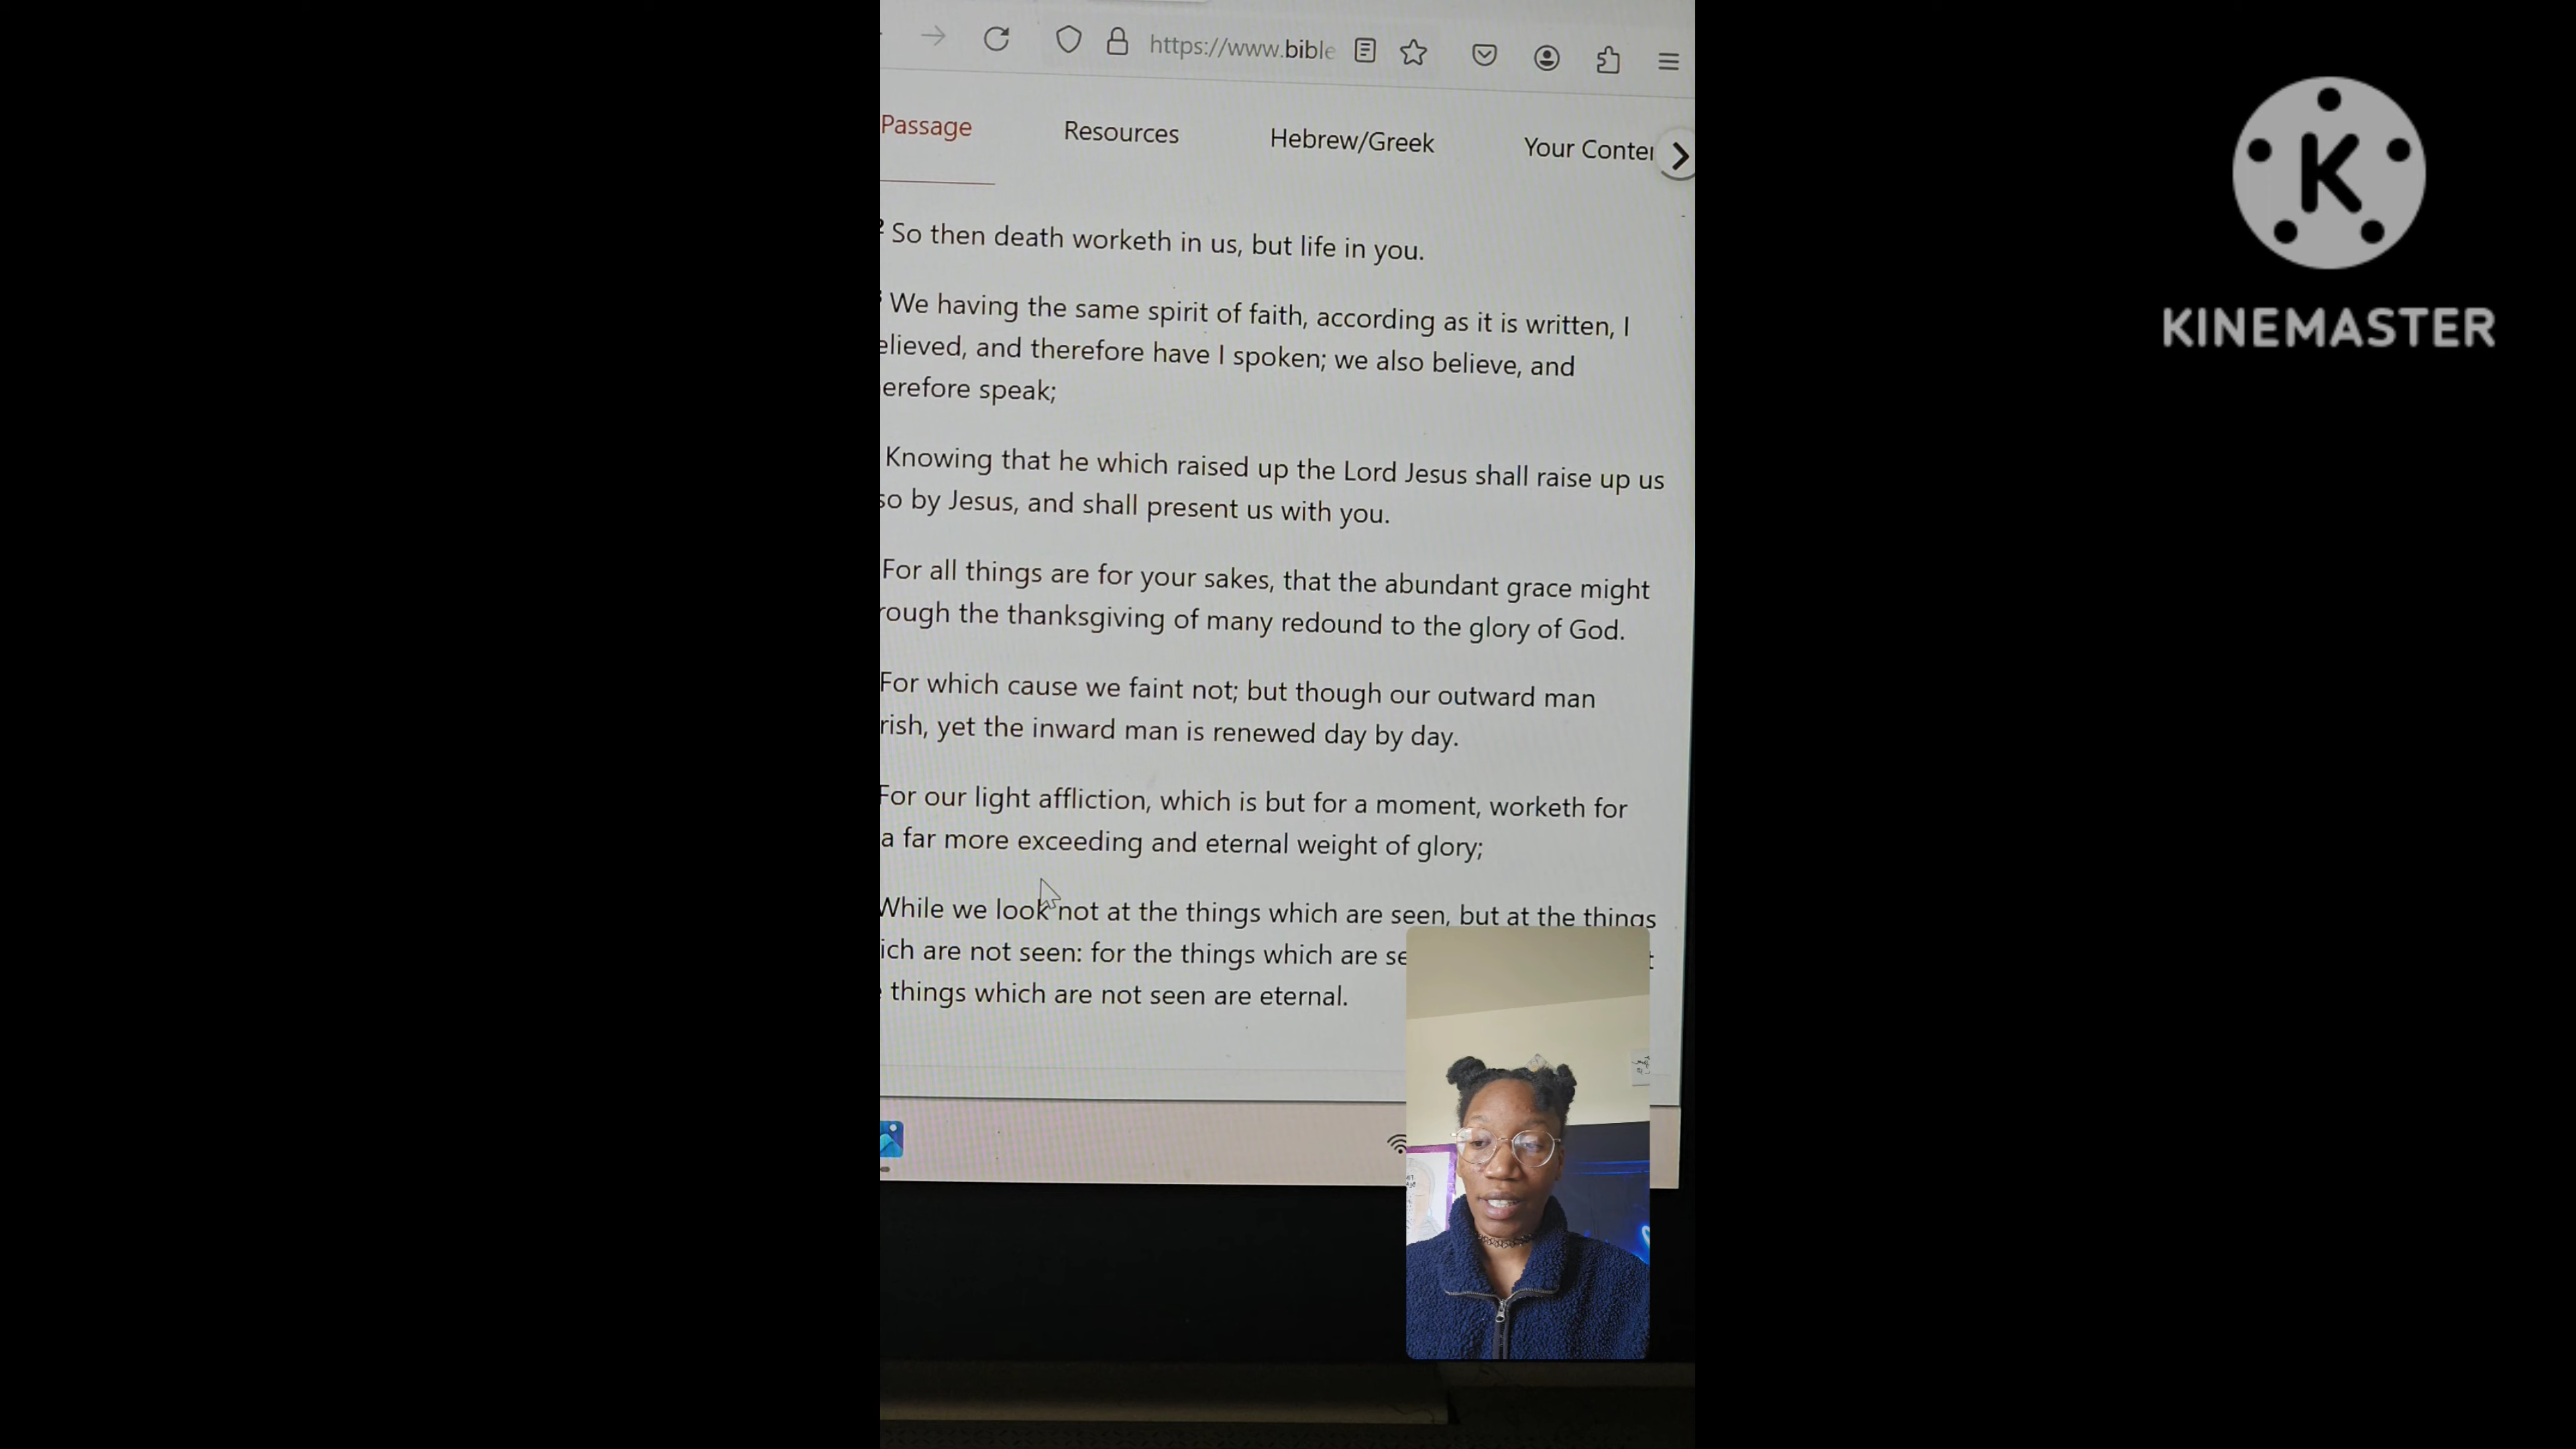 https://www.bible
Passage
Resources
Hebrew/Greek
Your Conter
2 So then death worketh in us, but life in you.
We having the same spirit of faith, according as it is written, I
elieved, and therefore have I spoken; we also believe, and
erefore speak;
Knowing that he which raised up the Lord Jesus shall raise up us
so by Jesus, and shall present us with you.
For all things are for your sakes, that the abundant grace might
rough the thanksgiving of many redound to the glory of God.
For which cause we faint not; but though our outward man
rish, yet the inward man is renewed day by day.
For our light affliction, which is but for a moment, worketh for
a far more exceeding and eternal weight of glory;
While we look not at the things which are seen, but at the things
ich are not seen: for the things which are se
things which are not seen are eternal.
K
KINEMASTER